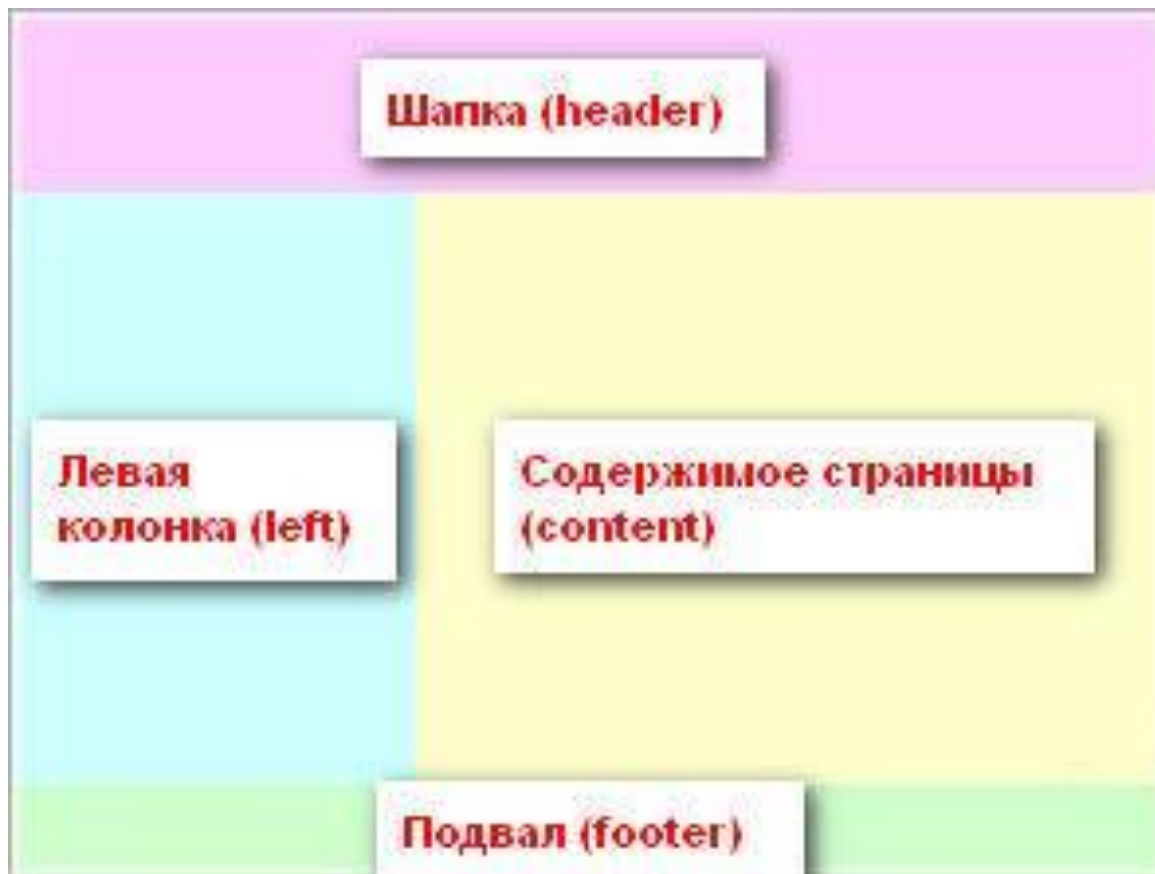 Шапка (header)
Левая
колонка (left)
Содержимое страницы
(content)
Подвал (footer)